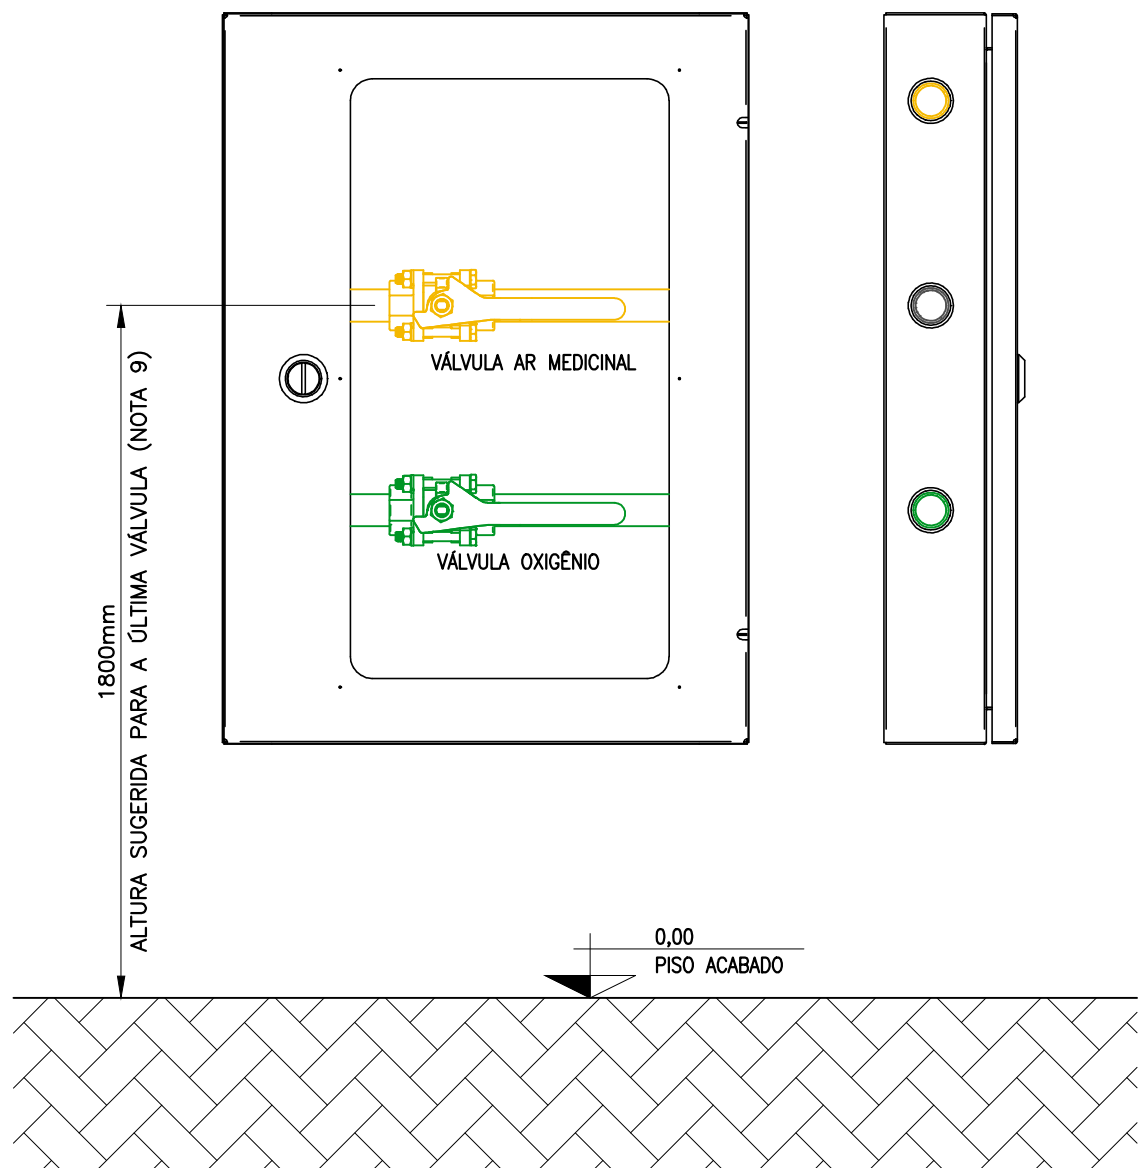 VÁLVULA AR MEDICINAL
VÁLVULA OXIGÊNIO
1800mm
ALTURA SUGERIDA PARA A ÚLTIMA VÁLVULA (NOTA 9)
0,00
PISO ACABADO